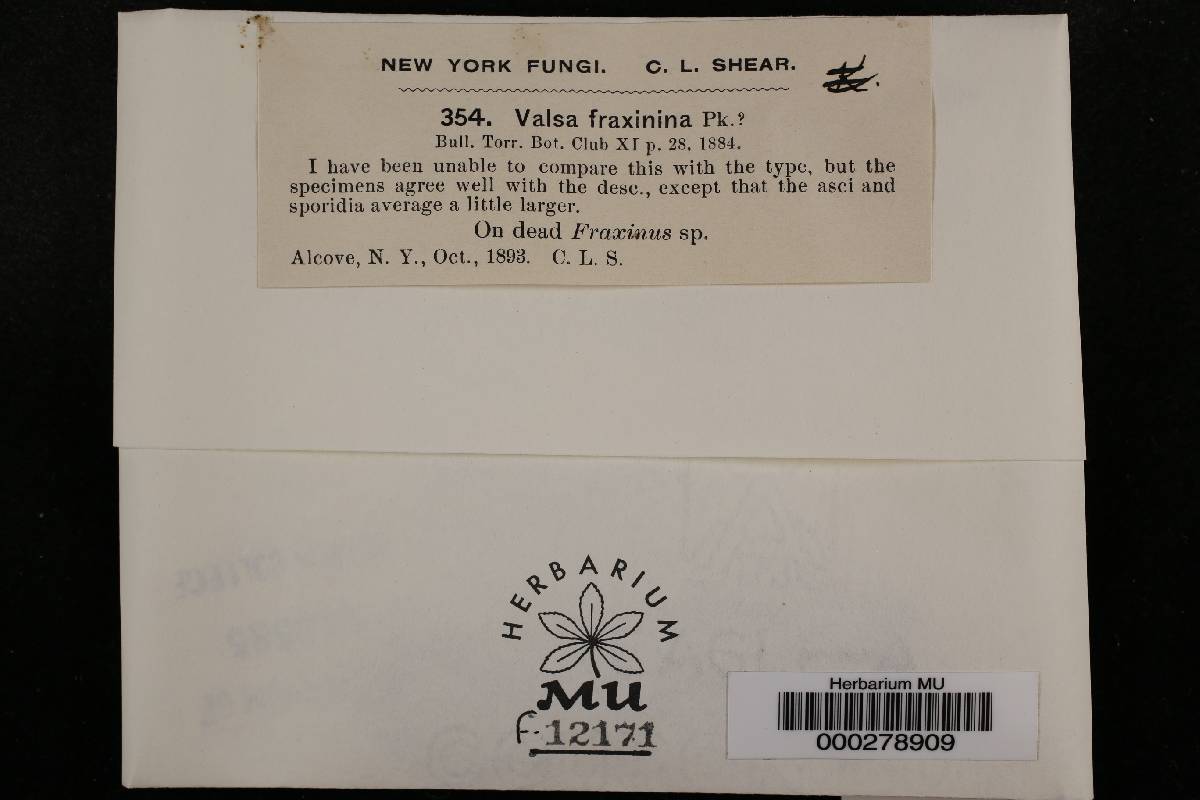 NEW YORK FUNGI. C. L. SHEAR.
354. Valsa fraxinina Pk.?
Bull. Torr. Bot. Club XI p. 28. 1884.
I have been unable to compare this with the type, but the
specimens agree well with the desc., except that the asci and
sporidia average a little larger.
On dead Fraxinus sp.
Alcove, N. Y., Oct., 1893. C. L. S.
HERBARIUM
MU
F-12171
Herbarium MU
000278909